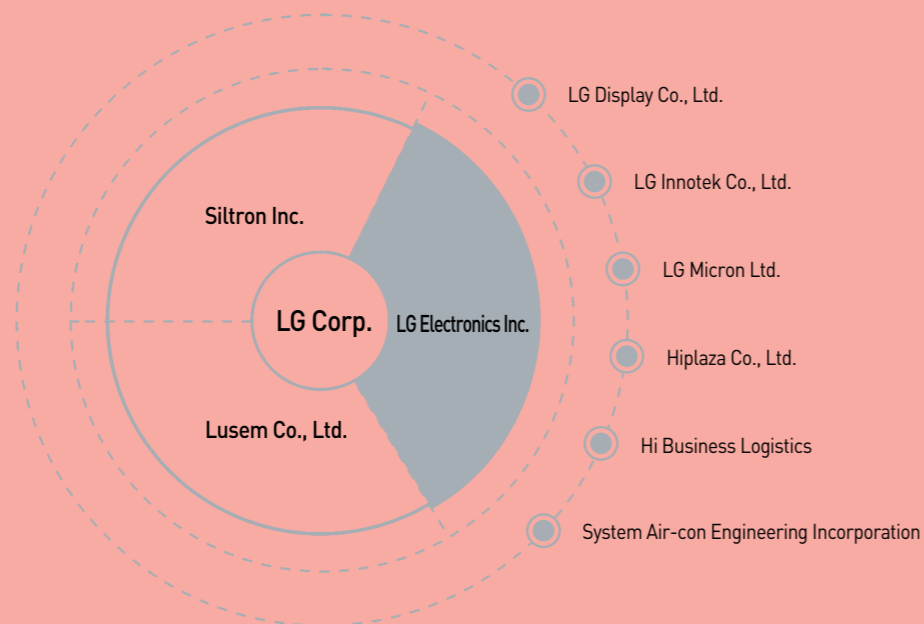 LG Display Co., Ltd.
LG Innotek Co., Ltd.
Siltron Inc.
LG Micron Ltd.
LG Corp.
LG Electronics Inc.
Hiplaza Co., Ltd.
Lusem Co., Ltd.
Hi Business Logistics
System Air-con Engineering Incorporation